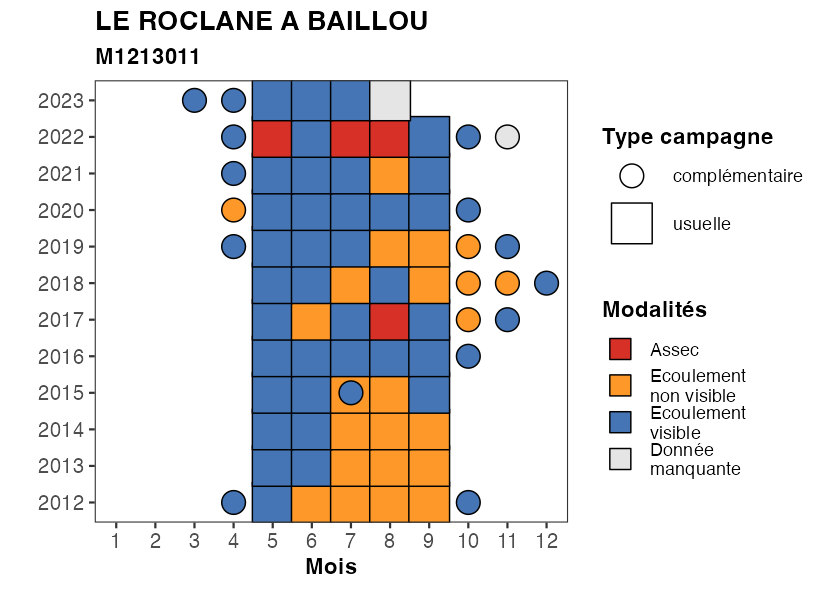 LE ROCLANE A BAILLOU
M1213011
2023
2022
2021
2020
2019
2018
2017
2016
2015
2014
2013
2012
1 2 3 4 5 6 7 8 9 10 11 12
Mois
Type campagne
complémentaire
usuelle
Modalités
Assec
Ecoulement
non visible
Ecoulement
visible
Donnée
manquante